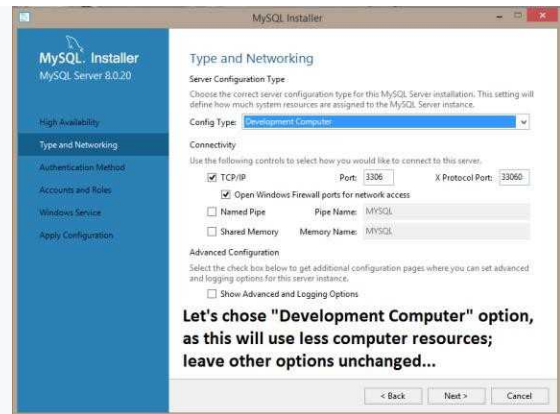 MySQL Installer
MySQL. Installer
MySQL Server 8.0.20
High Availability
Type and Networking
Authentication Method
Accounts and Roles
Windows Service
Apply Configuration
Type and Networking
Server Configuration Type
Choose the correct server configuration type for this MySQL Server installation. This setting will
define how much system resources are assigned to the MySQL Server instance.
Config Type: Development Computer
Connectivity
Use the following controls to select how you would like to connect to this server.
TCP/IP Port: 3306 X Protocol Port: 33060
Open Windows Firewall ports for network access
Named Pipe Pipe Name: MYSQL
Shared Memory Memory Name: MYSQL
Advanced Configuration
Select the check box below to get additional configuration pages where you can set advanced
and logging options for this server instance.
Show Advanced and Logging Options
Let's chose "Development Computer" option,
as this will use less computer resources;
leave other options unchanged...
< Back Next > Cancel